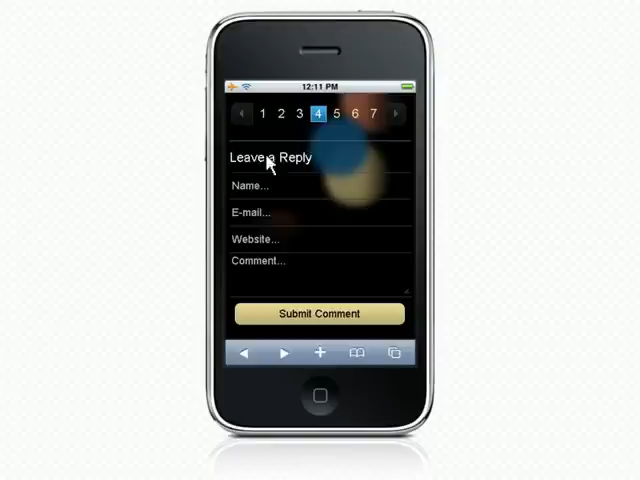 12:11 PM
1 2 3 4 5 6 7
Leave a Reply
Name...
E-mail...
Website...
Comment...
Submit Comment